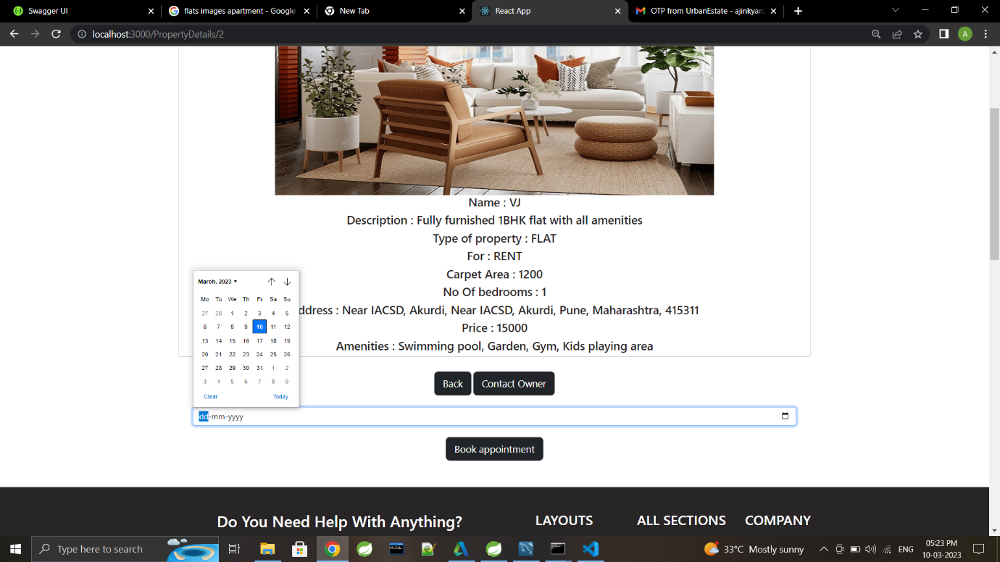 Swagger UI
flats images apartment - Google
New Tab
React App
OTP from UrbanEstate - ajinkyaro
localhost:3000/PropertyDetails/2
A
Name : VJ
Description : Fully furnished 1BHK flat with all amenities
Type of property : FLAT
For : RENT
Carpet Area : 1200
No Of bedrooms : 1
ddress : Near IACSD, Akurdi, Near IACSD, Akurdi, Pune, Maharashtra, 415311
Price : 15000
Amenities : Swimming pool, Garden, Gym, Kids playing area
March, 2023
Mo Tu We Th Fr Sa Su
27 28 1 2 3 4 5
6 7 8 9 10 11 12
13 14 15 16 17 18 19
20 21 22 23 24 25 26
27 28 29 30 31 1 2
3 4 5 6 7 8 9
Clear Today
Back Contact Owner
dd-mm-yyyy
Book appointment
Do You Need Help With Anything? LAYOUTS ALL SECTIONS COMPANY
Type here to search
33°C Mostly sunny
ENG
05:23 PM
10-03-2023